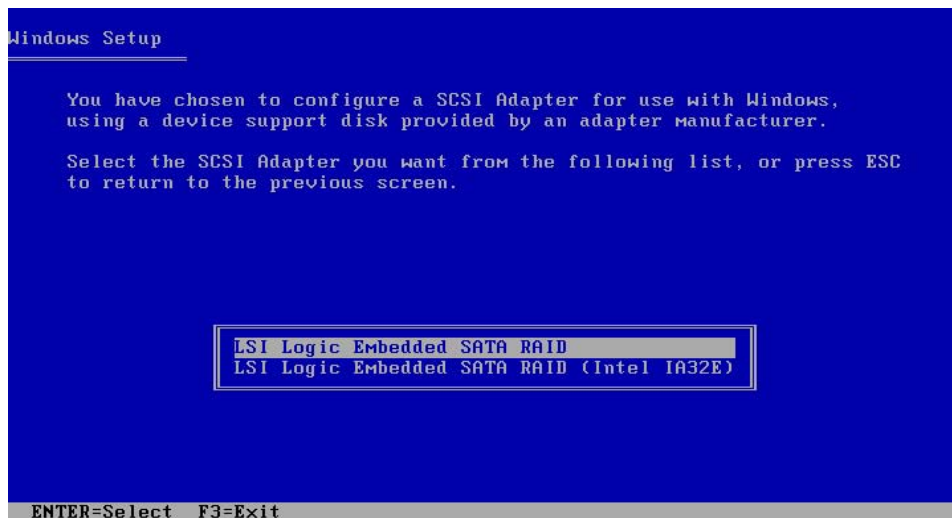 Windows Setup
You have chosen to configure a SCSI Adapter for use with Windows,
using a device support disk provided by an adapter manufacturer.
Select the SCSI Adapter you want from the following list, or press ESC
to return to the previous screen.
LSI Logic Embedded SATA RAID
LSI Logic Embedded SATA RAID (Intel IA32E)
ENTER=Select F3=Exit